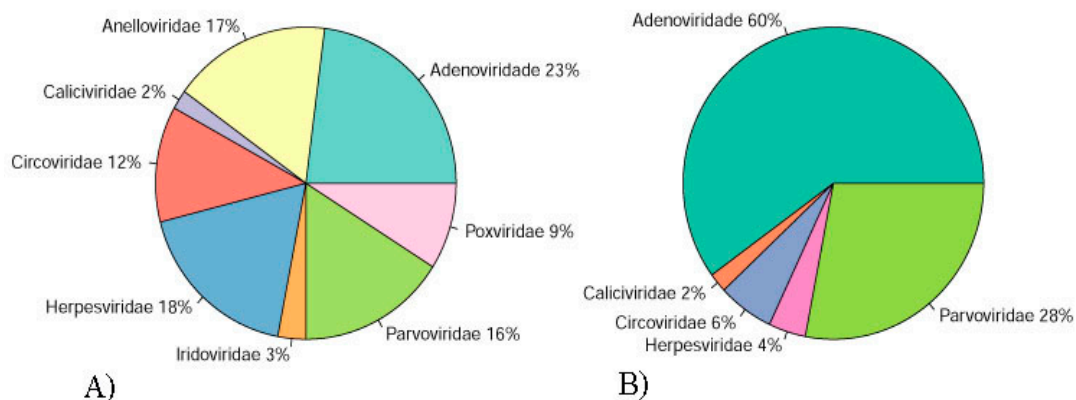 Anelloviridae 17%
Adenoviridade 23%
Caliciviridae 2%
Circoviridae 12%
Poxviridae 9%
Herpesviridae 18%
Parvoviridae 16%
Iridoviridae 3%
A)
Adenoviridade 60%
Caliciviridae 2%
Circoviridae 6%
Herpesviridae 4%
Parvoviridae 28%
B)